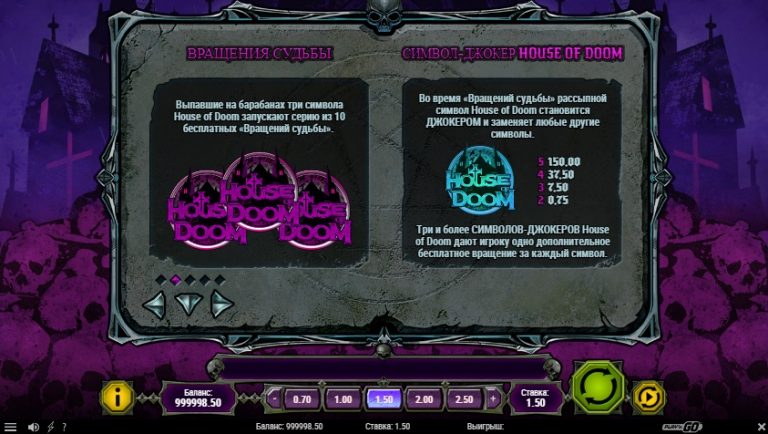 ВРАЩЕНИЯ СУДЬБЫ
Выпавшие на барабанах три символа
House of Doom запускают серию из 10
бесплатных «Вращений судьбы».
HOUSE
HOUS
USE
DOOM
DOOM
DOOM
СИМВОЛ-ДЖОКЕР HOUSE OF DOOM
Во время «Вращений судьбы» рассыпной
символ House of Doom становится
ДЖОКЕРОМ и заменяет любые другие
символы.
HOUSE
DOOM
5 150,00
4 37,50
3 7,50
2 0,75
Три и более СИМВОЛОВ-ДЖОКЕРОВ House
of Doom дают игроку одно дополнительное
бесплатное вращение за каждый символ.
i
Баланс:
999998.50
- 0.70 1.00 1.50 2.00 2.50 +
Ставка:
1.50
? Баланс: 999998.50 Ставка: 1.50 Выигрыш: PLAY'N GO